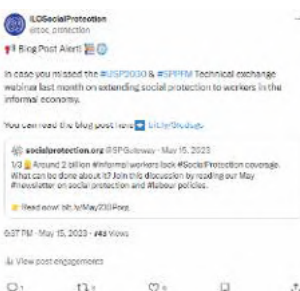 ILOSocialProtection
@soc_protection
Blog Post Alert!
In case you missed the #USP2030 & #SPPFM Technical exchange
webinar last month on extending social protection to workers in the
informal economy.
You can read the blog post here
socialprotection.org @SPGateway · May 15, 2023
1/3 Around 2 billion #informal workers lack #SocialProtection coverage.
What can be done about it? Join this discussion by reading our May
#newsletter on social protection and #labour policies.
Read now!
6:37 PM · May 15, 2023 · Views
View post engagements